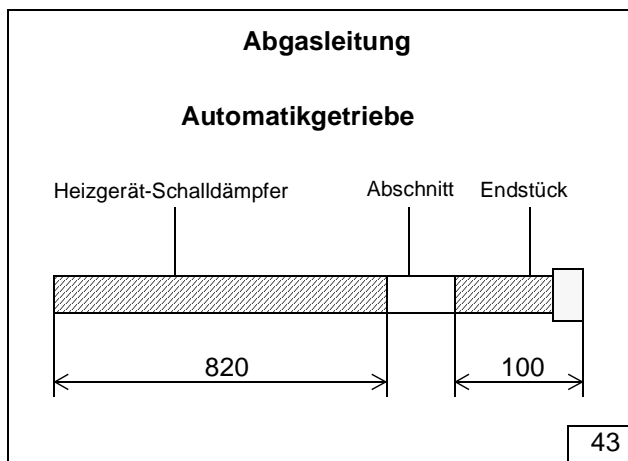 Abgasleitung
Automatikgetriebe
Heizgerät-Schalldämpfer Abschnitt Endstück
820 100
43